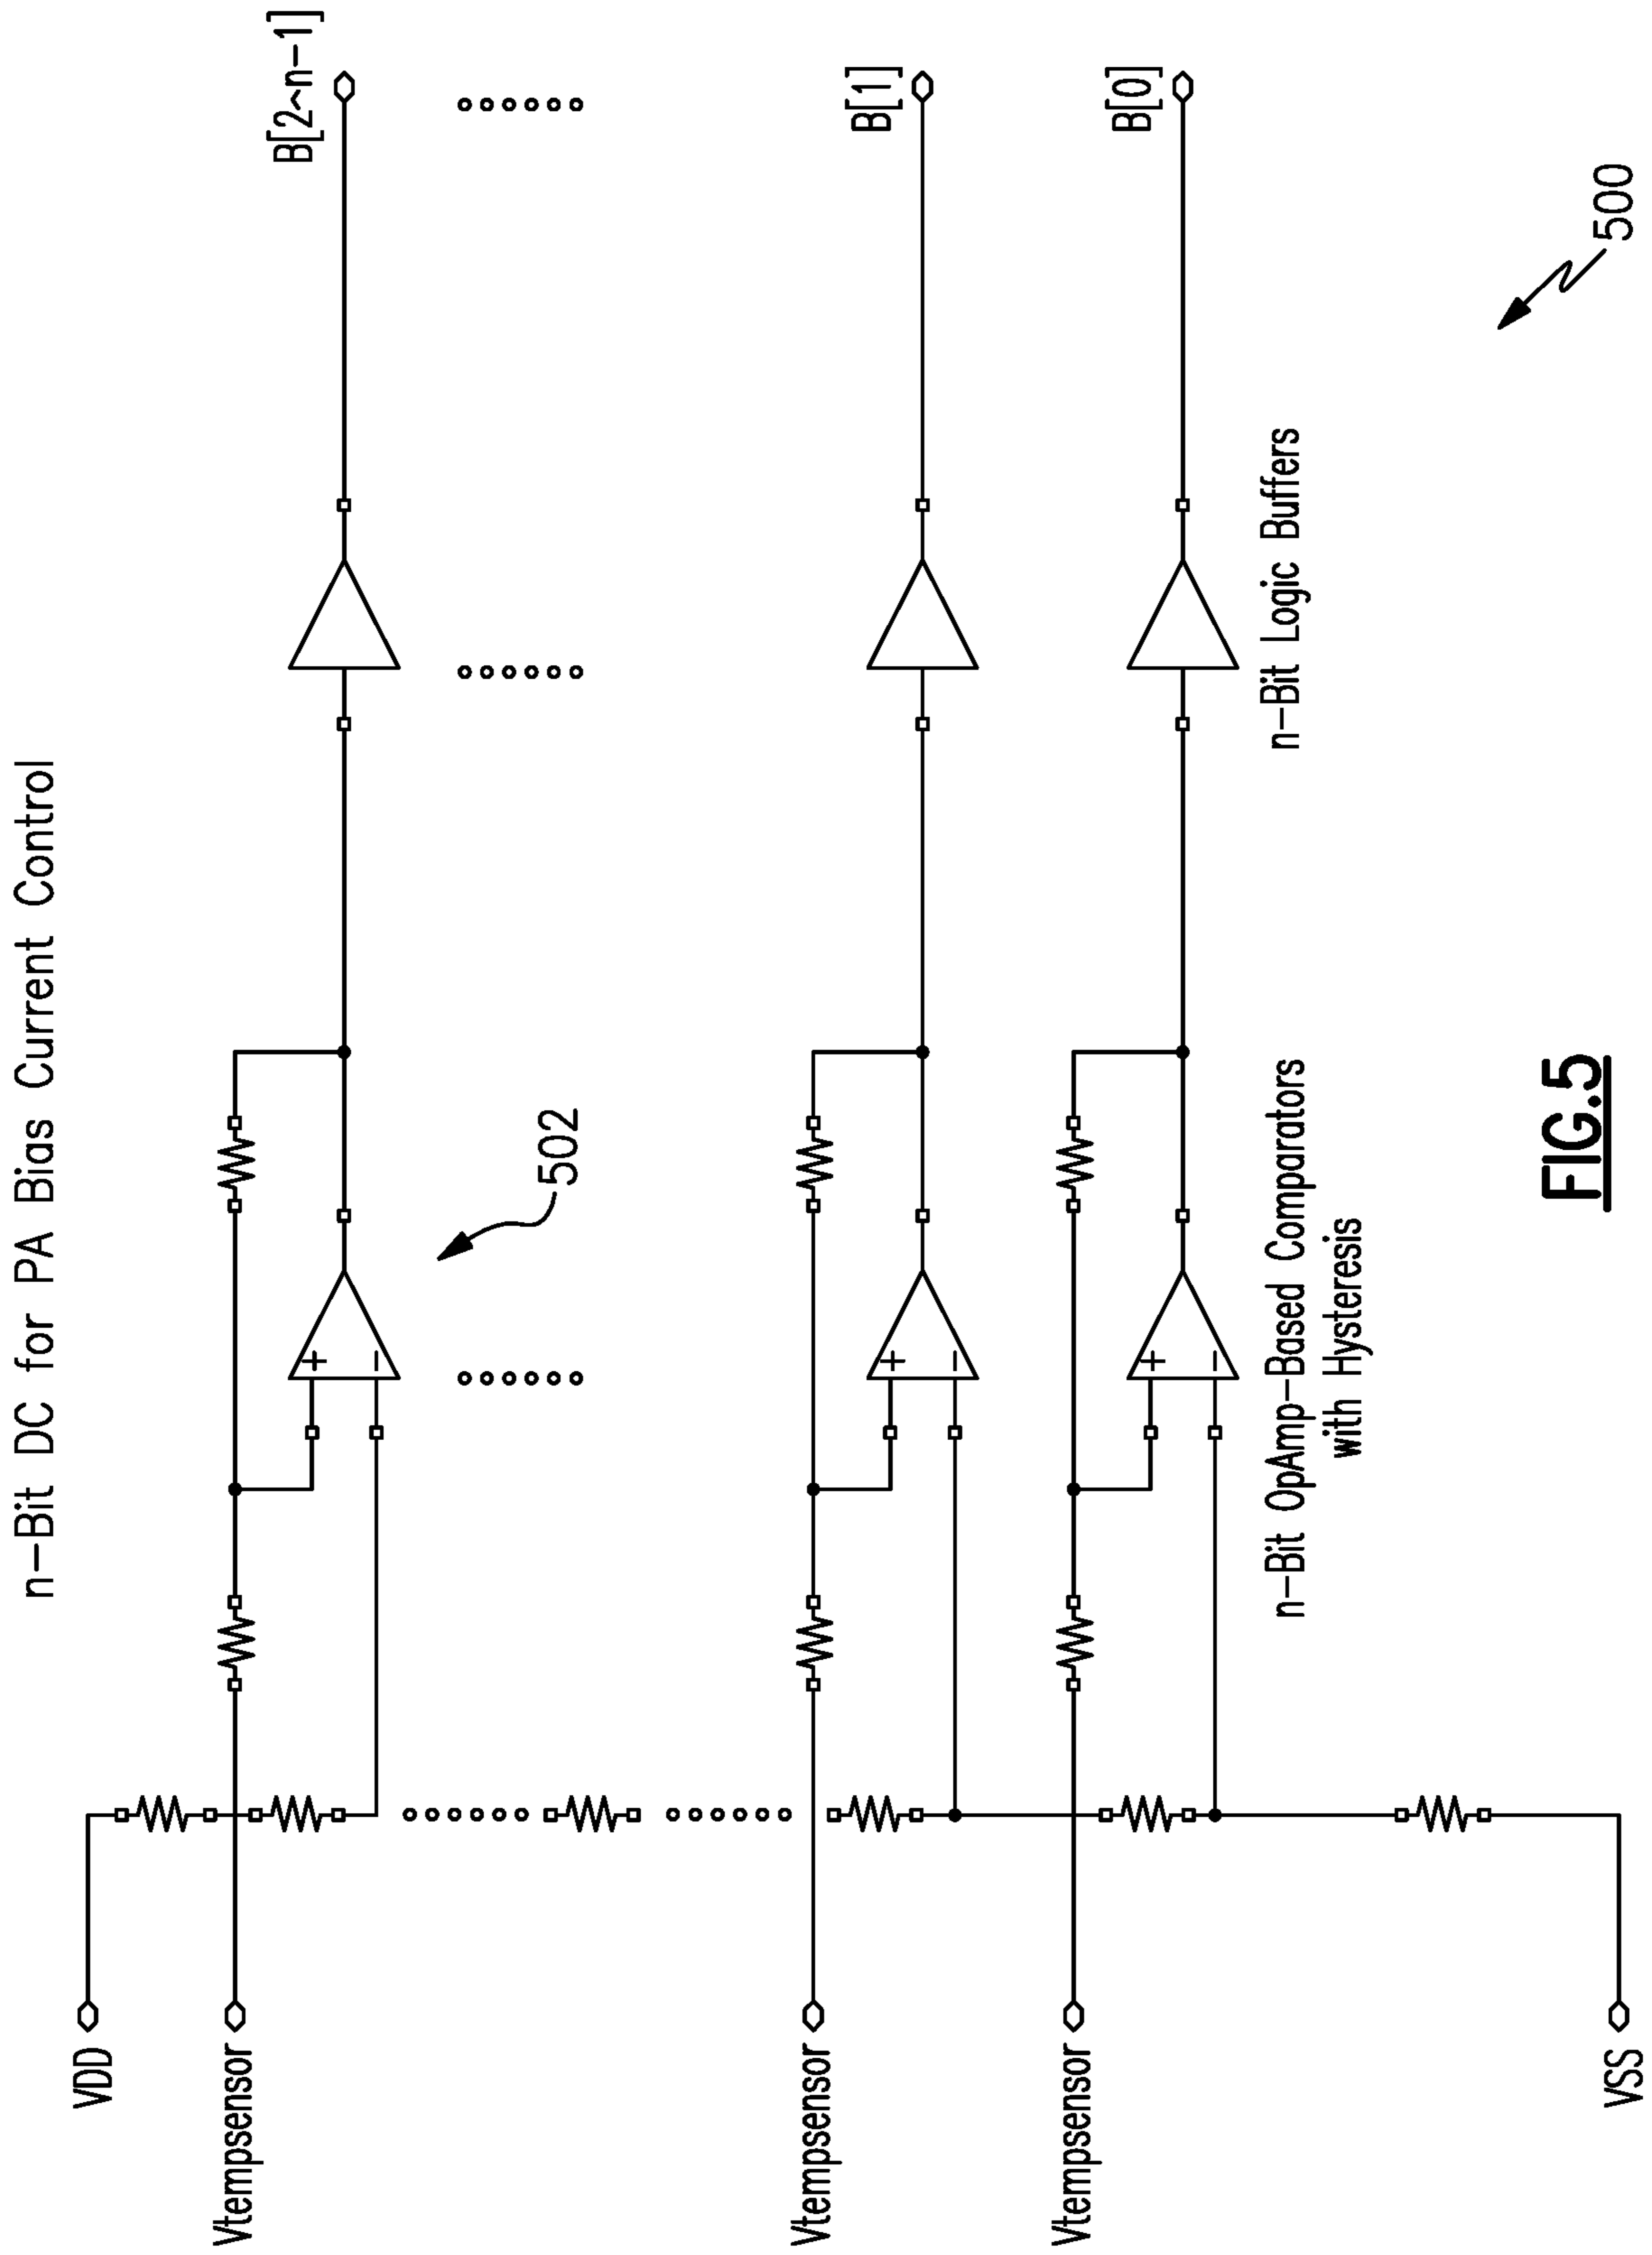 n-Bit DC for PA Bias Current Control
VDD
Vtempsensor
+
-
502
B[2^n-1]
Vtempsensor
+
-
B[1]
Vtempsensor
+
-
B[0]
n-Bit OpAmp-Based Comparators
with Hysteresis
n-Bit Logic Buffers
VSS
500
FIG.5